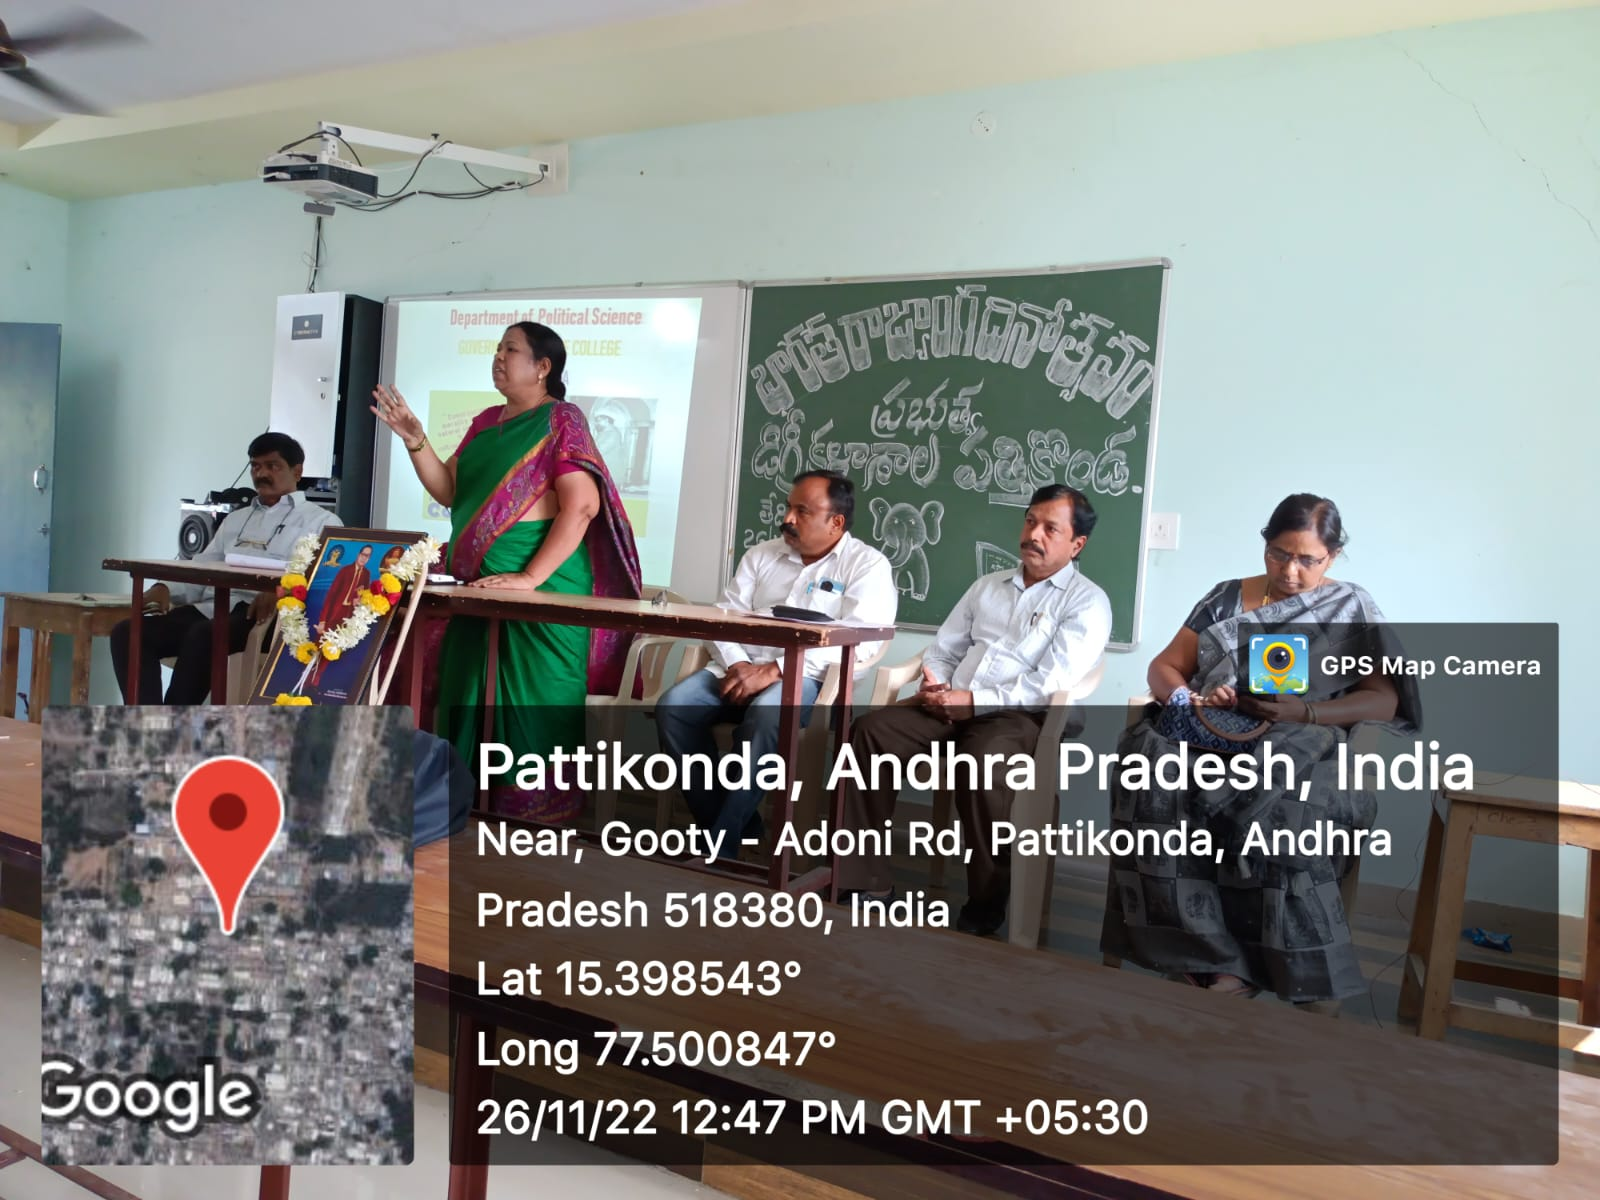 Department of Political Science
COLLEGE
భారత రాజ్యాంగ దినోత్సవం
ప్రభుత్వ
డిగ్రీ కళాశాల పత్తికొండ.
GPS Map Camera
Pattikonda, Andhra Pradesh, India
Near, Gooty - Adoni Rd, Pattikonda, Andhra
Pradesh 518380, India
Lat 15.398543°
Long 77.500847°
26/11/22 12:47 PM GMT +05:30
Google